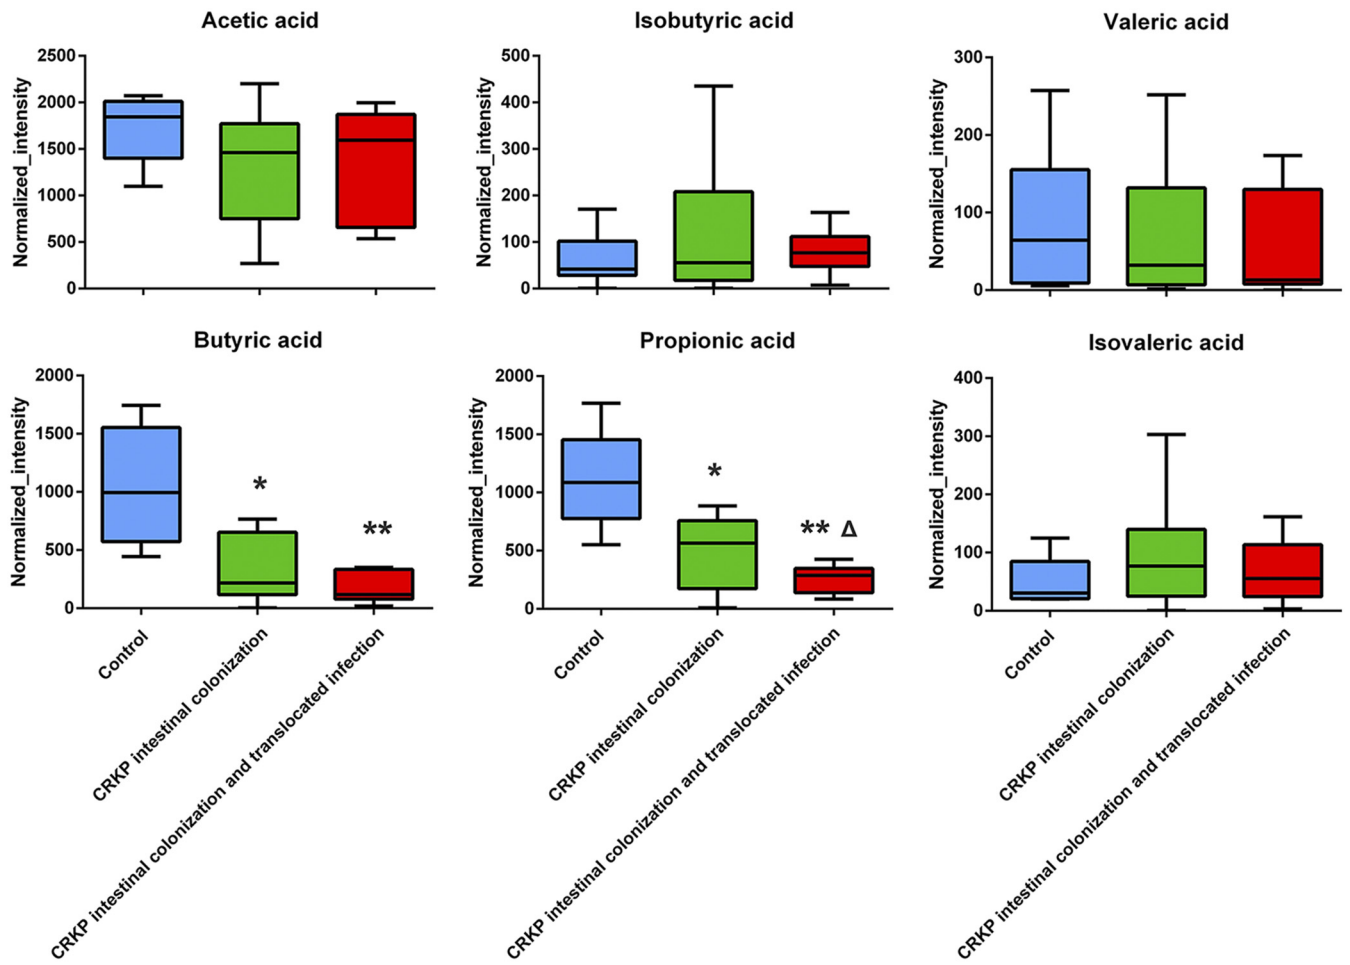 Acetic acid
Normalized_intensity
2500
2000
1500
1000
500
0
Isobutyric acid
Normalized_intensity
500
400
300
200
100
0
Valeric acid
Normalized_intensity
300
200
100
0
Butyric acid
Normalized_intensity
2000
1500
1000
500
0
*
**
Control
CRKP intestinal colonization
CRKP intestinal colonization and translocated infection
Propionic acid
Normalized_intensity
2000
1500
1000
500
0
*
** Δ
Control
CRKP intestinal colonization
CRKP intestinal colonization and translocated infection
Isovaleric acid
Normalized_intensity
400
300
200
100
0
Control
CRKP intestinal colonization
CRKP intestinal colonization and translocated infection